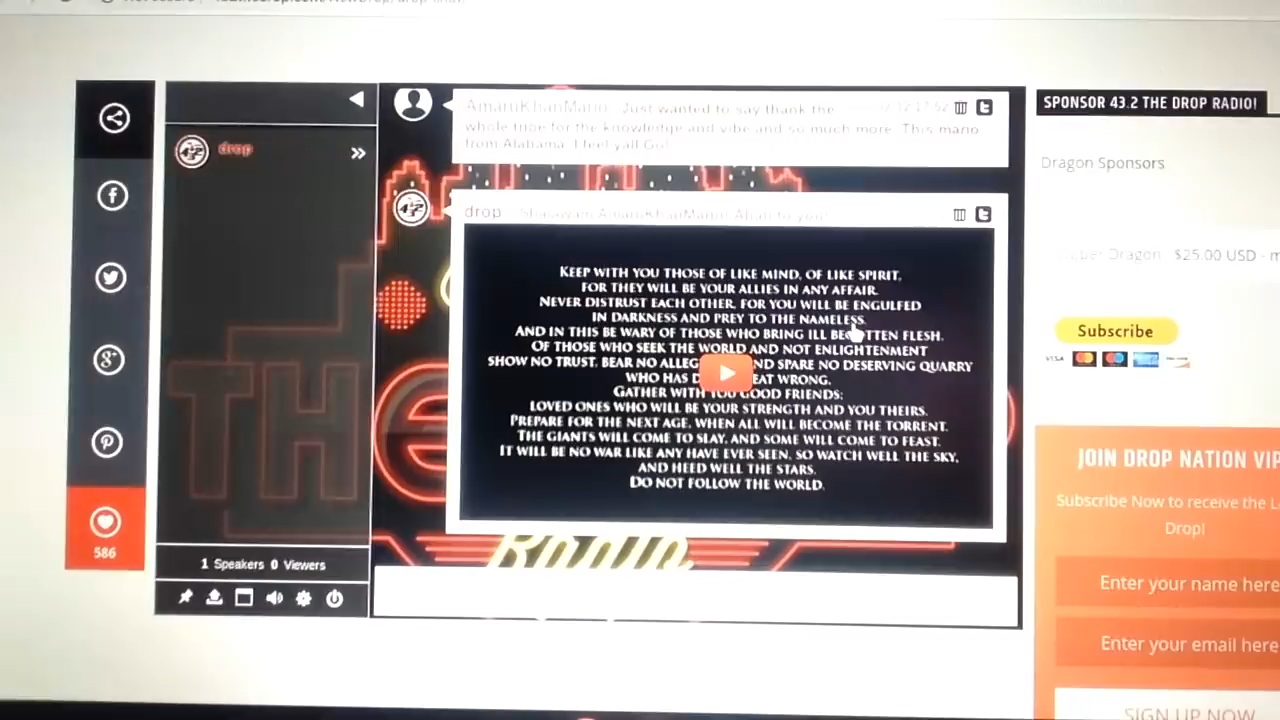 AmaruKhanMario Just wanted to say thank the
whole tribe for the knowledge and vibe and so much more. This mano
from Alabama. I feel yall Go!
SPONSOR 43.2 THE DROP RADIO!
drop
Dragon Sponsors
drop
KEEP WITH YOU THOSE OF LIKE MIND, OF LIKE SPIRIT,
FOR THEY WILL BE YOUR ALLIES IN ANY AFFAIR.
NEVER DISTRUST EACH OTHER, FOR YOU WILL BE ENGULFED
IN DARKNESS AND PREY TO THE NAMELESS.
AND IN THIS BE WARY OF THOSE WHO BRING ILL FLESH.
OF THOSE WHO SEEK THE WORLD AND NOT ENLIGHTENMENT
SHOW NO TRUST, BEAR NO SPARE NO DESERVING QUARRY
WHO HAS WRONG.
GATHER WITH YOU GOOD FRIENDS;
LOVED ONES WHO WILL BE YOUR STRENGTH AND YOU THEIRS.
PREPARE FOR THE NEXT AGE, WHEN ALL WILL BECOME THE TORRENT.
THE GIANTS WILL COME TO SLAY, AND SOME WILL COME TO FEAST.
IT WILL BE NO WAR LIKE ANY HAVE EVER SEEN, SO WATCH WELL THE SKY,
AND HEED WELL THE STARS.
DO NOT FOLLOW THE WORLD.
Dragon $25.00 USD -
Subscribe
VISA
THE
RADIO
586
1 Speakers 0 Viewers
JOIN DROP NATION VIP
Subscribe Now to receive the
Drop!
Enter your name here
Enter your email here
SIGN UP NOW